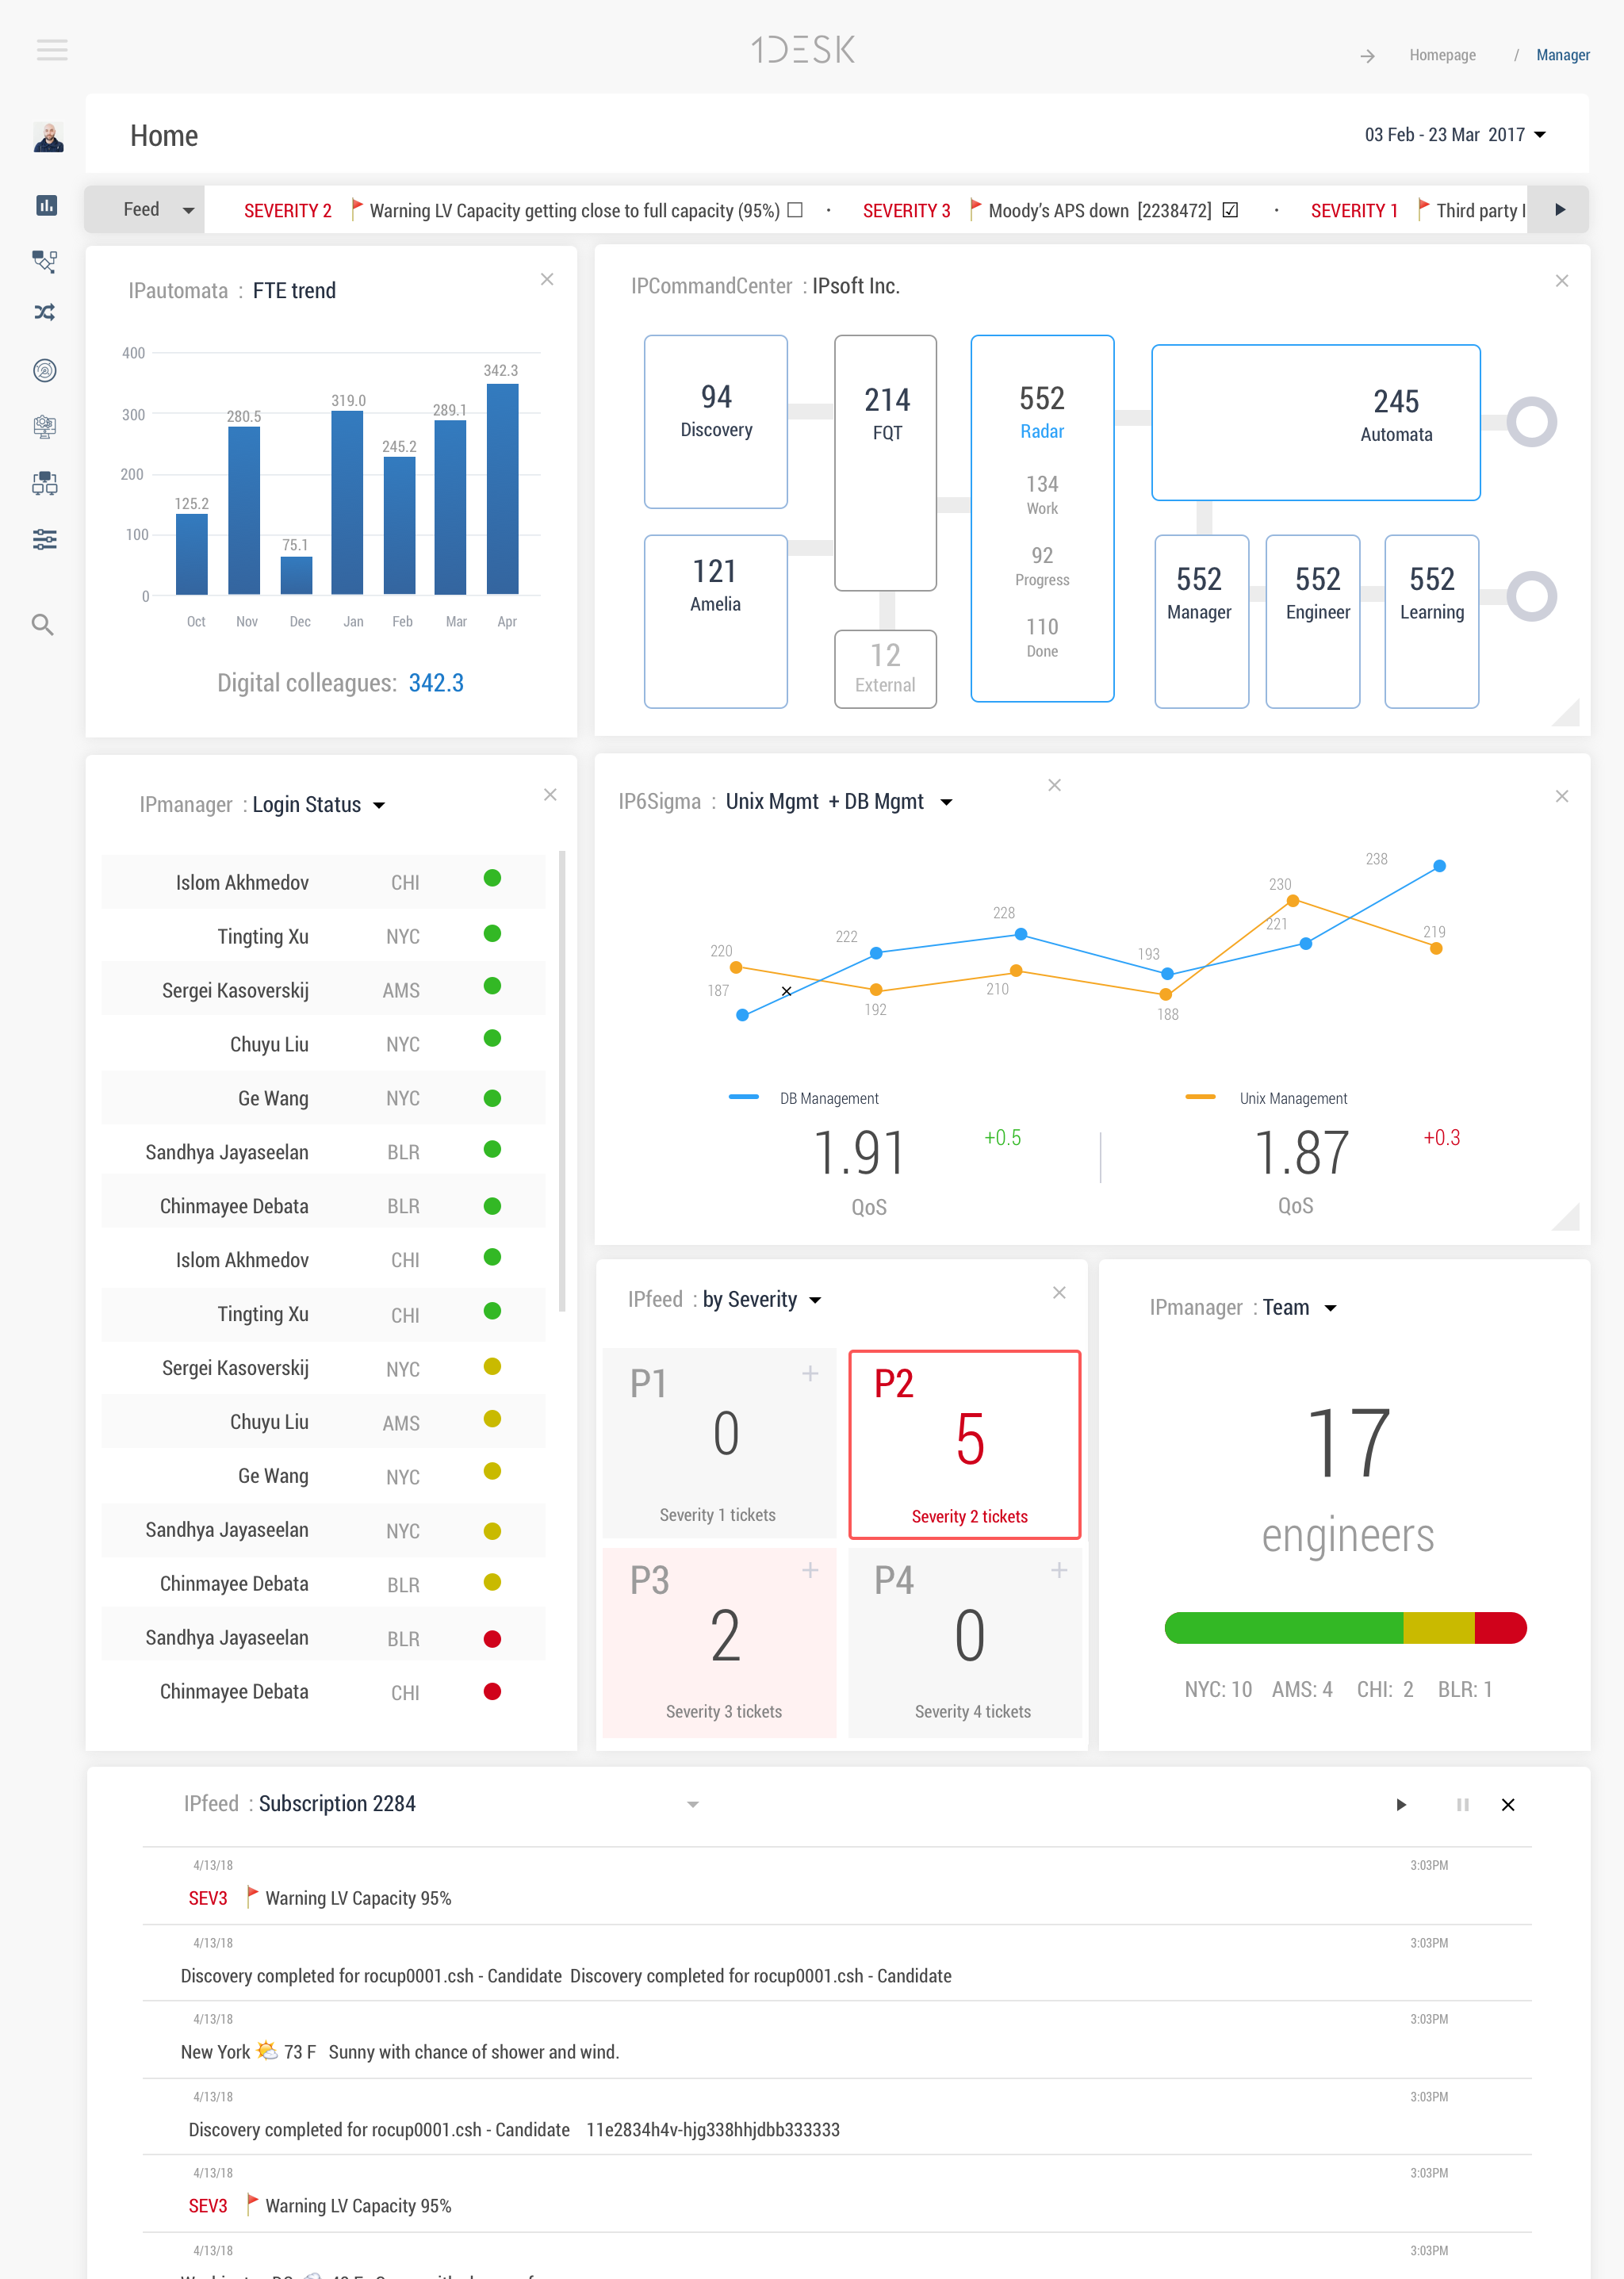 1DESK
Homepage / Manager
Home
03 Feb - 23 Mar 2017
Feed
SEVERITY 2 Warning LV Capacity getting close to full capacity (95%) · SEVERITY 3 Moody's APS down [2238472] · SEVERITY 1 Third party
IPautomata : FTE trend
400
300
200
100
0
125.2
280.5
75.1
319.0
245.2
289.1
342.3
Oct Nov Dec Jan Feb Mar Apr
Digital colleagues: 342.3
IPCommandCenter : IPsoft Inc.
94
Discovery
121
Amelia
214
FQT
12
External
552
Radar
134
Work
92
Progress
110
Done
245
Automata
552
Manager
552
Engineer
552
Learning
IPmanager : Login Status
Islom Akhmedov CHI
Tingting Xu NYC
Sergei Kasoverskij AMS
Chuyu Liu NYC
Ge Wang NYC
Sandhya Jayaseelan BLR
Chinmayee Debata BLR
Islom Akhmedov CHI
Tingting Xu CHI
Sergei Kasoverskij NYC
Chuyu Liu AMS
Ge Wang NYC
Sandhya Jayaseelan NYC
Chinmayee Debata BLR
Sandhya Jayaseelan BLR
Chinmayee Debata CHI
IP6Sigma : Unix Mgmt + DB Mgmt
220
187
222
192
228
210
193
188
230
221
238
219
DB Management
1.91
+0.5
QoS
Unix Management
1.87
+0.3
QoS
IPfeed : by Severity
P1
0
Severity 1 tickets
P2
5
Severity 2 tickets
P3
2
Severity 3 tickets
P4
0
Severity 4 tickets
IPmanager : Team
17
engineers
NYC: 10 AMS: 4 CHI: 2 BLR: 1
IPfeed : Subscription 2284
4/13/18 3:03PM
SEV3 Warning LV Capacity 95%
4/13/18 3:03PM
Discovery completed for rocup0001.csh - Candidate Discovery completed for rocup0001.csh - Candidate
4/13/18 3:03PM
New York 73 F Sunny with chance of shower and wind.
4/13/18 3:03PM
Discovery completed for rocup0001.csh - Candidate 11e2834h4v-hjg338hhjdbb333333
4/13/18 3:03PM
SEV3 Warning LV Capacity 95%
4/13/18 3:03PM